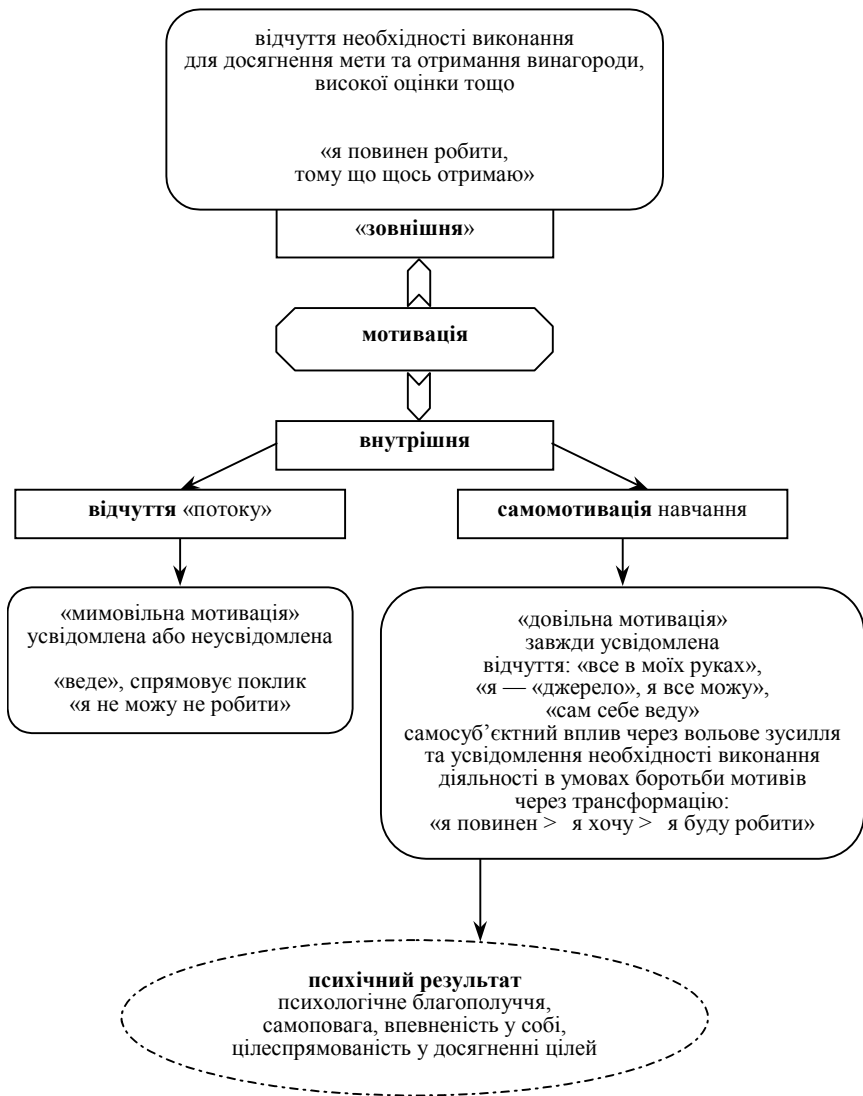 відчуття необхідності виконання
для досягнення мети та отримання винагороди,
високої оцінки тощо
«я повинен робити,
тому що щось отримаю»
«зовнішня»
мотивація
внутрішня
відчуття «потоку»
самомотивація навчання
«мимовільна мотивація»
усвідомлена або неусвідомлена
«веде», спрямовує поклик
«я не можу не робити»
«довільна мотивація»
завжди усвідомлена
відчуття: «все в моїх руках»,
«я — «джерело», я все можу»,
«сам себе веду»
самосуб’єктний вплив через вольове зусилля
та усвідомлення необхідності виконання
діяльності в умовах боротьби мотивів
через трансформацію:
«я повинен > я хочу > я буду робити»
психічний результат
психологічне благополуччя,
самоповага, впевненість у собі,
цілеспрямованість у досягненні цілей